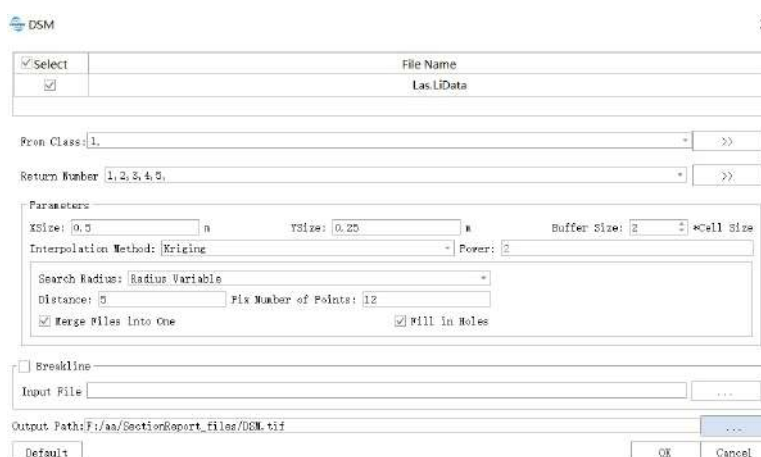 DSM
Select File Name
Las.LiData
From Class: 1, >>
Return Number 1,2,3,4,5, >>
Parameters
XSize: 0.5 m YSize: 0.25 m Buffer Size: 2 *Cell Size
Interpolation Method: Kriging Power: 2
Search Radius: Radius Variable
Distance: 5 Fix Number of Points: 12
Merge Files Into One Fill in Holes
Breakline
Input File ...
Output Path: F:/aa/SectionReport_files/DSM.tif ...
Default OK Cancel